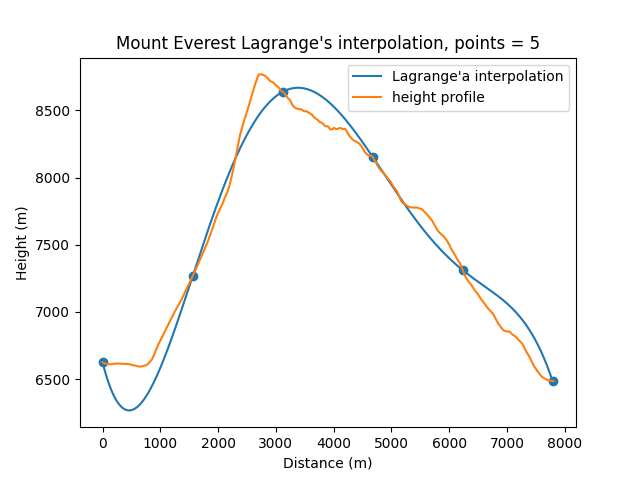 Mount Everest Lagrange's interpolation, points = 5
Lagrange'a interpolation
height profile
Height (m)
8500
8000
7500
7000
6500
0 1000 2000 3000 4000 5000 6000 7000 8000
Distance (m)